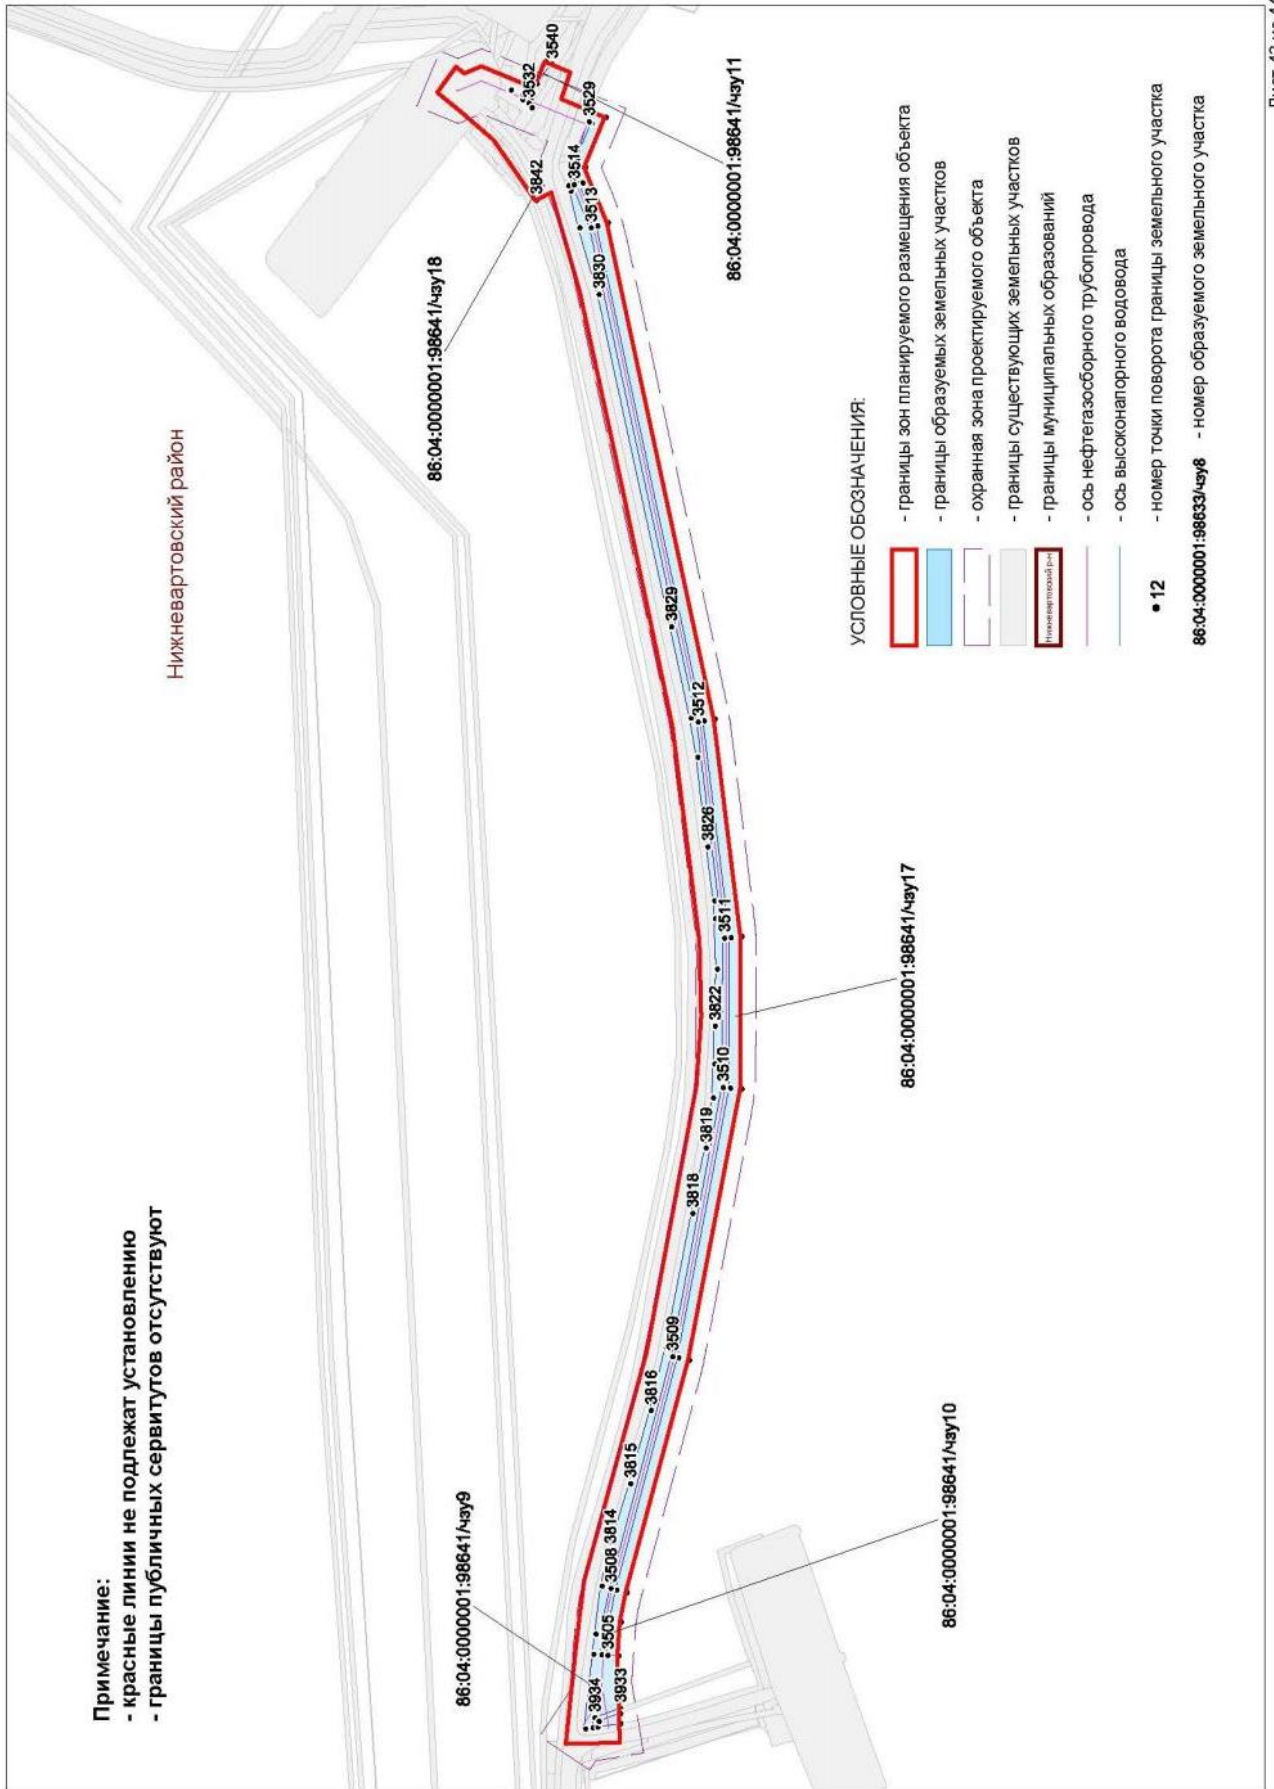 Примечание:
- красные линии не подлежат установлению
- границы публичных сервитутов отсутствуют
Нижневартовский район
86:04:0000001:98641/чзу9
86:04:0000001:98641/чзу18
3934
3933
3505
3508
3814
3815
3816
3509
3818
3819
3510
3822
3511
3826
3512
3829
3830
3513
3514
3842
3529
3532
3540
86:04:0000001:98641/чзу10
86:04:0000001:98641/чзу17
86:04:0000001:98641/чзу11
УСЛОВНЫЕ ОБОЗНАЧЕНИЯ:
- границы зон планируемого размещения объекта
- границы образуемых земельных участков
- охранная зона проектируемого объекта
- границы существующих земельных участков
Нижневартовский р-н
- границы муниципальных образований
- ось нефтегазосборного трубопровода
- ось высоконапорного водовода
12 - номер точки поворота границы земельного участка
86:04:0000001:98633/чзу8 - номер образуемого земельного участка